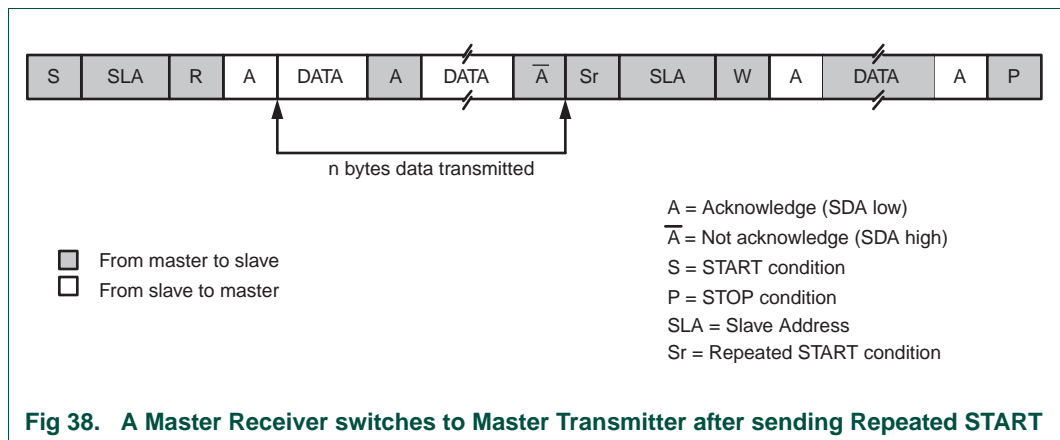 S SLA R A DATA A DATA A̅ Sr SLA W A DATA A P
n bytes data transmitted
From master to slave
From slave to master
A = Acknowledge (SDA low)
A̅ = Not acknowledge (SDA high)
S = START condition
P = STOP condition
SLA = Slave Address
Sr = Repeated START condition
Fig 38. A Master Receiver switches to Master Transmitter after sending Repeated START